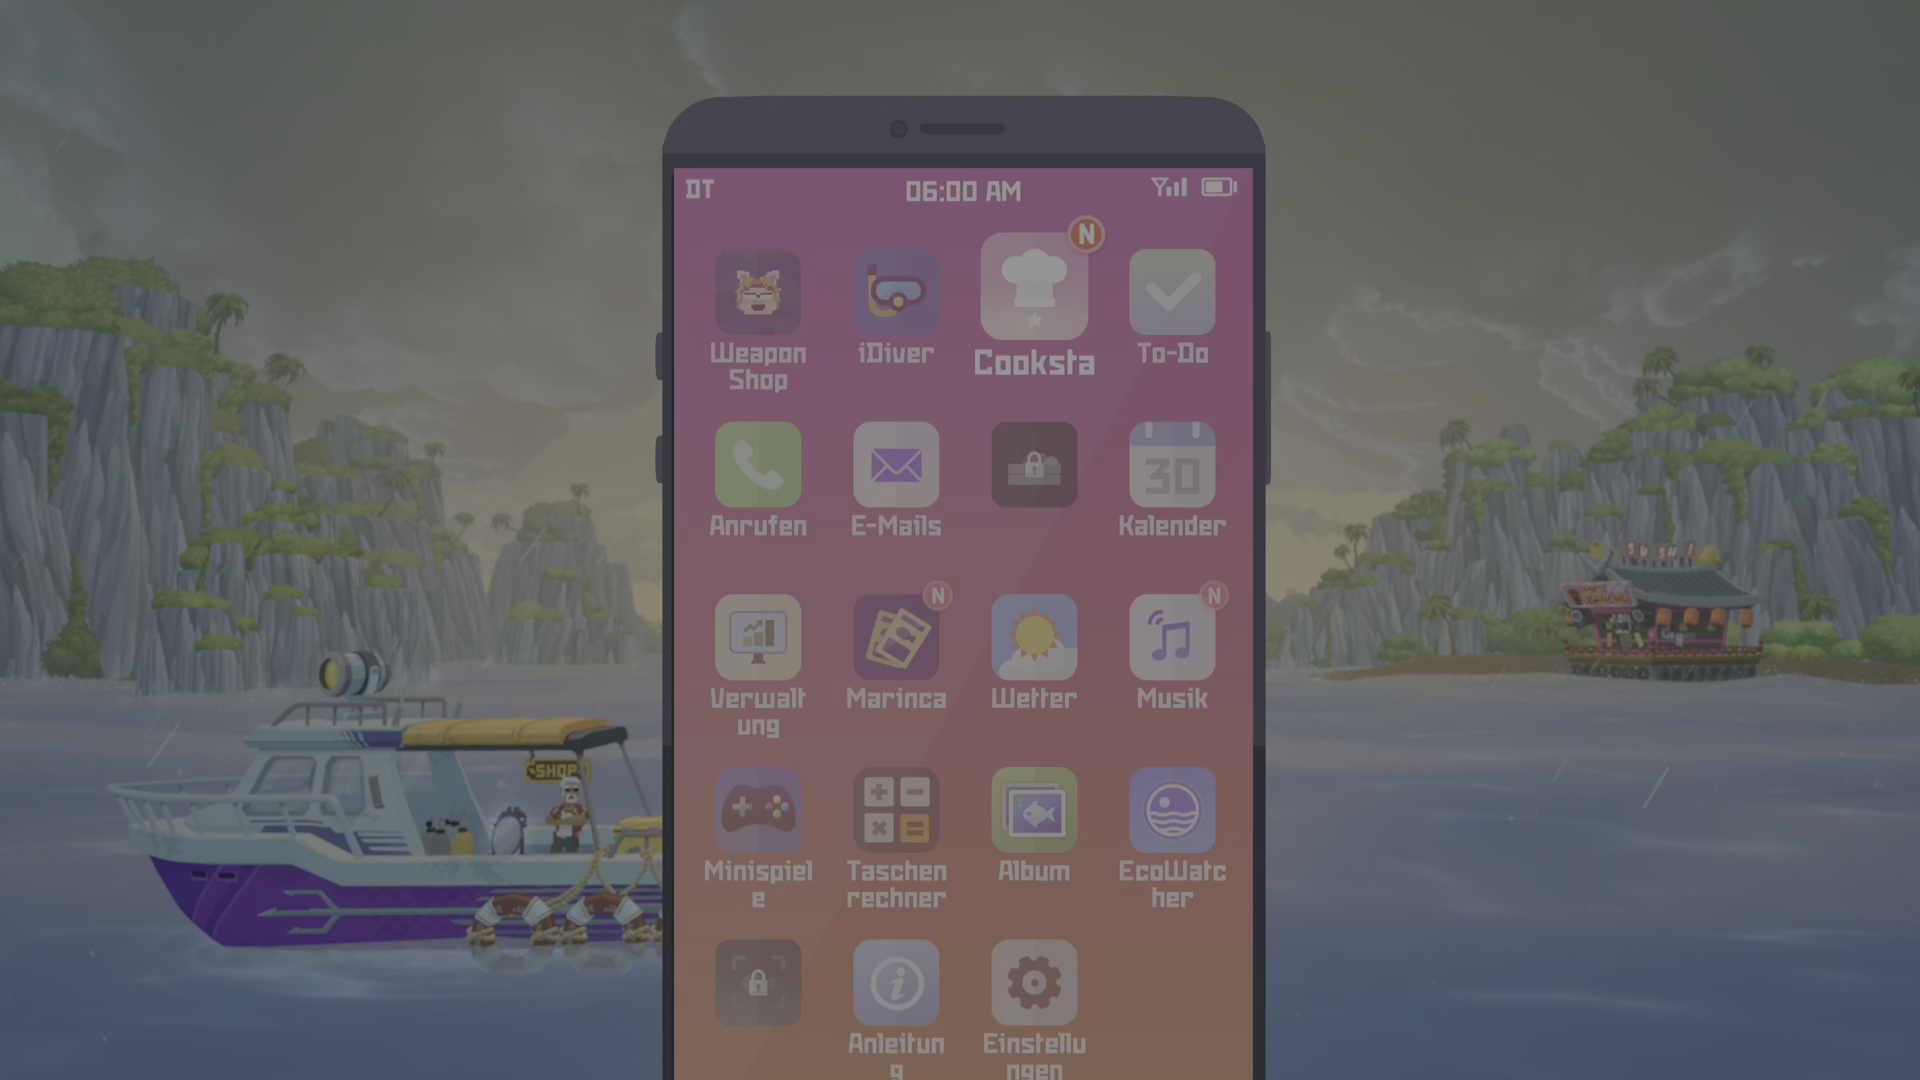 DT
06:00 AM
N
Weapon
Shop
iDiver
Cooksta
To-Do
30
Anrufen
E-Mails
Kalender
N
N
Verwalt
ung
Marinca
Wetter
Musik
SUSHI
SHOP
Minispiel
e
Taschen
rechner
Album
EcoWatc
her
Anleitun
g
Einstellu
ngen